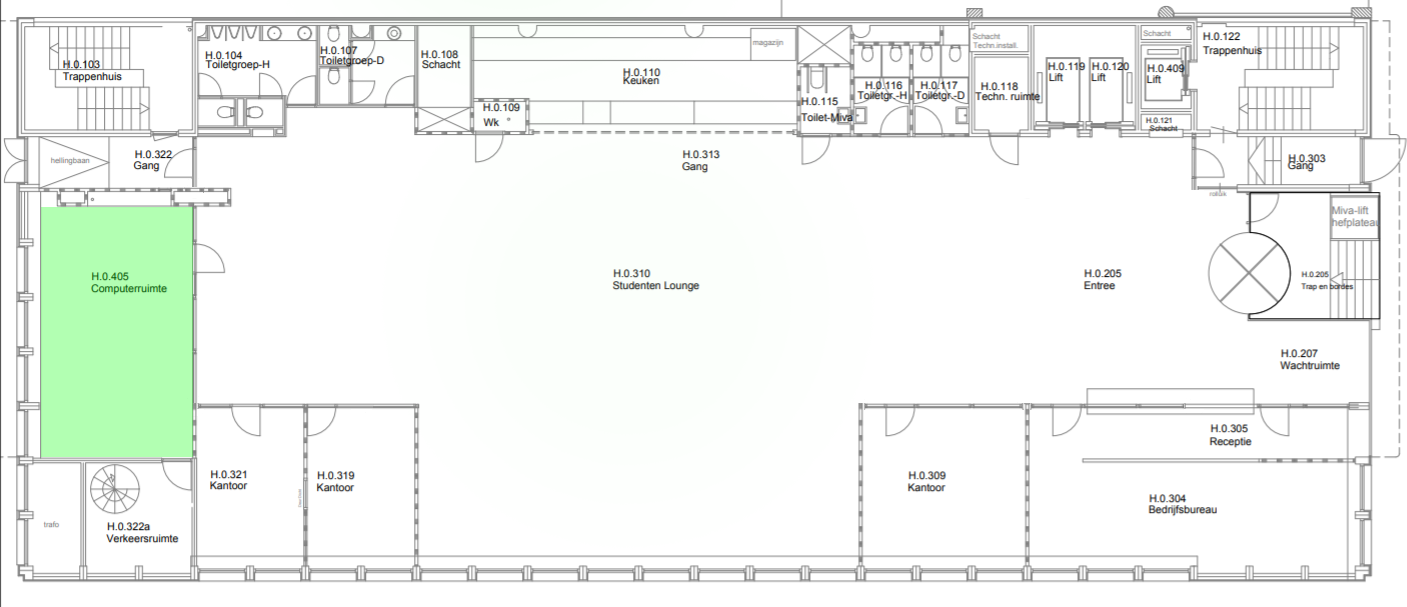 H.0.103
Trappenhuis
H.0.104
Toiletgroep-H
H.0.107
Toiletgroep-D
H.0.108
Schacht
H.0.110
Keuken
magazijn
H.0.109
Wk
H.0.115
Toilet-Miva
H.0.116
Toiletgr.-H
H.0.117
Toiletgr.-D
Schacht
Techn.install.
H.0.118
Techn. ruimte
H.0.119
Lift
H.0.120
Lift
Schacht
H.0.409
Lift
H.0.121
Schacht
H.0.122
Trappenhuis
hellingbaan
H.0.322
Gang
H.0.313
Gang
H.0.303
Gang
Miva-lift
hefplateau
H.0.405
Computerruimte
H.0.310
Studenten Lounge
H.0.205
Entree
H.0.205
Trap en bordes
H.0.207
Wachtruimte
H.0.305
Receptie
H.0.321
Kantoor
H.0.319
Kantoor
H.0.309
Kantoor
H.0.304
Bedrijfsbureau
trafo
H.0.322a
Verkeersruimte